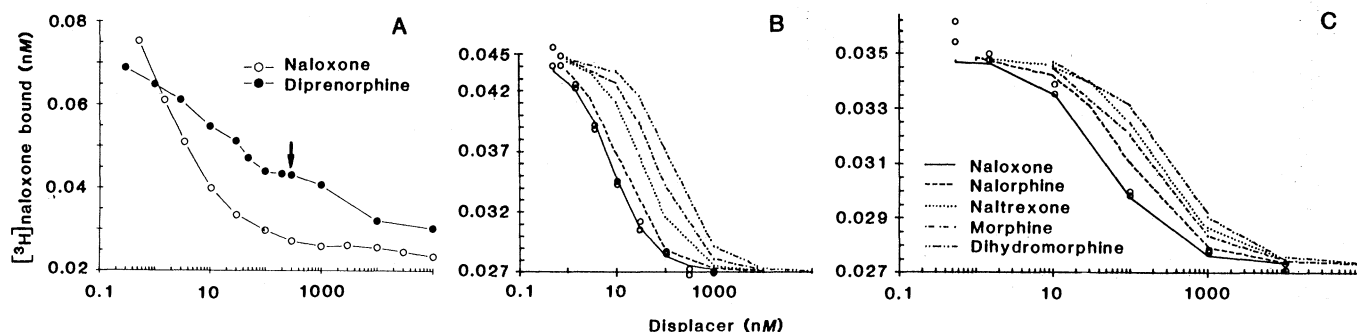 A
B
C
[³H]naloxone bound (nM)
0.08
0.06
0.04
0.02
0.1
10
1000
Naloxone
Diprenorphine
0.045
0.042
0.037
0.032
0.027
0.1
10
1000
0.035
0.033
0.031
0.029
0.027
0.1
10
1000
Naloxone
Nalorphine
Naltrexone
Morphine
Dihydromorphine
Displacer (nM)